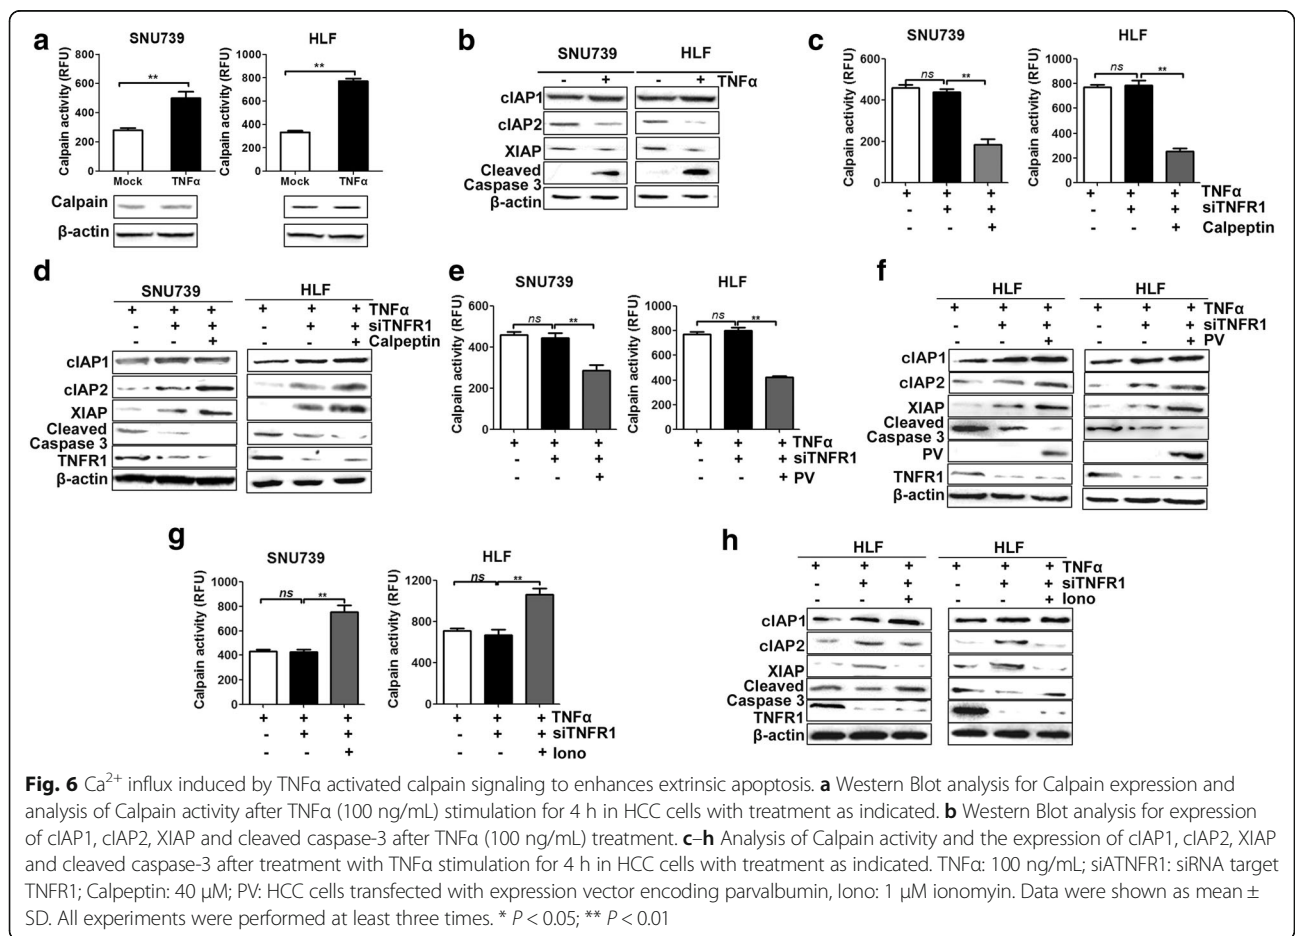 a
SNU739
HLF
Calpain activity (RFU)
800
600
400
200
0
**
Mock
TNFα
Calpain activity (RFU)
1000
800
600
400
200
0
**
Mock
TNFα
Calpain
β-actin
b
SNU739
HLF
- + - + TNFα
cIAP1
cIAP2
XIAP
Cleaved
Caspase 3
β-actin
c
SNU739
HLF
Calpain activity (RFU)
600
400
200
0
ns
**
Calpain activity (RFU)
1000
800
600
400
200
0
ns
**
+ + + + + + TNFα
- + + - + + siTNFR1
- - + - - + Calpeptin
d
SNU739
HLF
+ + + + + + TNFα
- + + - + + siTNFR1
- - + - - + Calpeptin
cIAP1
cIAP2
XIAP
Cleaved
Caspase 3
TNFR1
β-actin
e
SNU739
HLF
Calpain activity (RFU)
600
400
200
0
ns
**
Calpain activity (RFU)
1000
800
600
400
200
0
ns
**
+ + + + + + TNFα
- + + - + + siTNFR1
- - + - - + PV
f
HLF
HLF
+ + + + + + TNFα
- + + - + + siTNFR1
- - + - - + PV
cIAP1
cIAP2
XIAP
Cleaved
Caspase 3
PV
TNFR1
β-actin
g
SNU739
HLF
Calpain activity (RFU)
1000
800
600
400
200
0
ns
**
Calpain activity (RFU)
1200
800
600
0
ns
**
+ + + + + + TNFα
- + + - + + siTNFR1
- - + - - + Iono
h
HLF
HLF
+ + + + + + TNFα
- + + - + + siTNFR1
- - + - - + Iono
cIAP1
cIAP2
XIAP
Cleaved
Caspase 3
TNFR1
β-actin
Fig. 6 Ca²⁺ influx induced by TNFα activated calpain signaling to enhances extrinsic apoptosis. a Western Blot analysis for Calpain expression and
analysis of Calpain activity after TNFα (100 ng/mL) stimulation for 4 h in HCC cells with treatment as indicated. b Western Blot analysis for expression
of cIAP1, cIAP2, XIAP and cleaved caspase-3 after TNFα (100 ng/mL) treatment. c–h Analysis of Calpain activity and the expression of cIAP1, cIAP2, XIAP
and cleaved caspase-3 after treatment with TNFα stimulation for 4 h in HCC cells with treatment as indicated. TNFα: 100 ng/mL; siATNFR1: siRNA target
TNFR1; Calpeptin: 40 μM; PV: HCC cells transfected with expression vector encoding parvalbumin, Iono: 1 μM ionomyin. Data were shown as mean ±
SD. All experiments were performed at least three times. * P < 0.05; ** P < 0.01